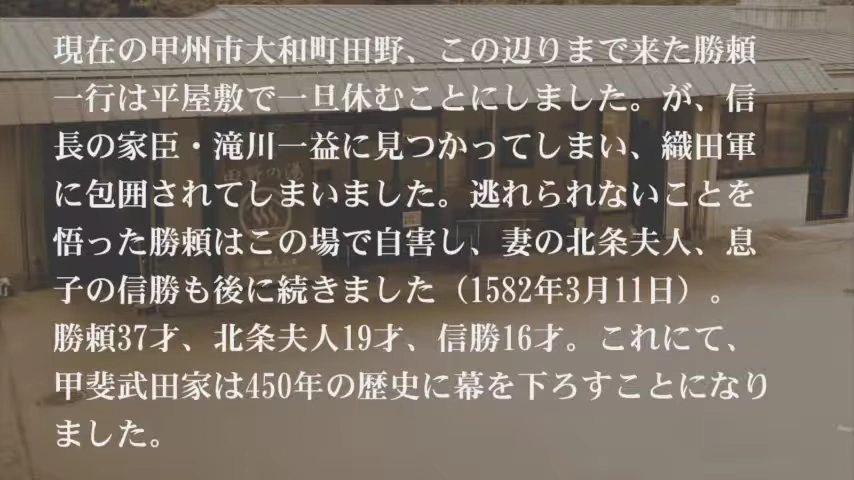 現在の甲州市大和町田野、この辺りまで来た勝頼
一行は平屋敷で一旦休むことにしました。が、信
長の家臣・滝川一益に見つかってしまい、織田軍
に包囲されてしまいました。逃れられないことを
悟った勝頼はこの場で自害し、妻の北条夫人、息
子の信勝も後に続きました（1582年3月11日）。
勝頼37才、北条夫人19才、信勝16才。これにて、
甲斐武田家は450年の歴史に幕を下ろすことになり
ました。
田野の湯